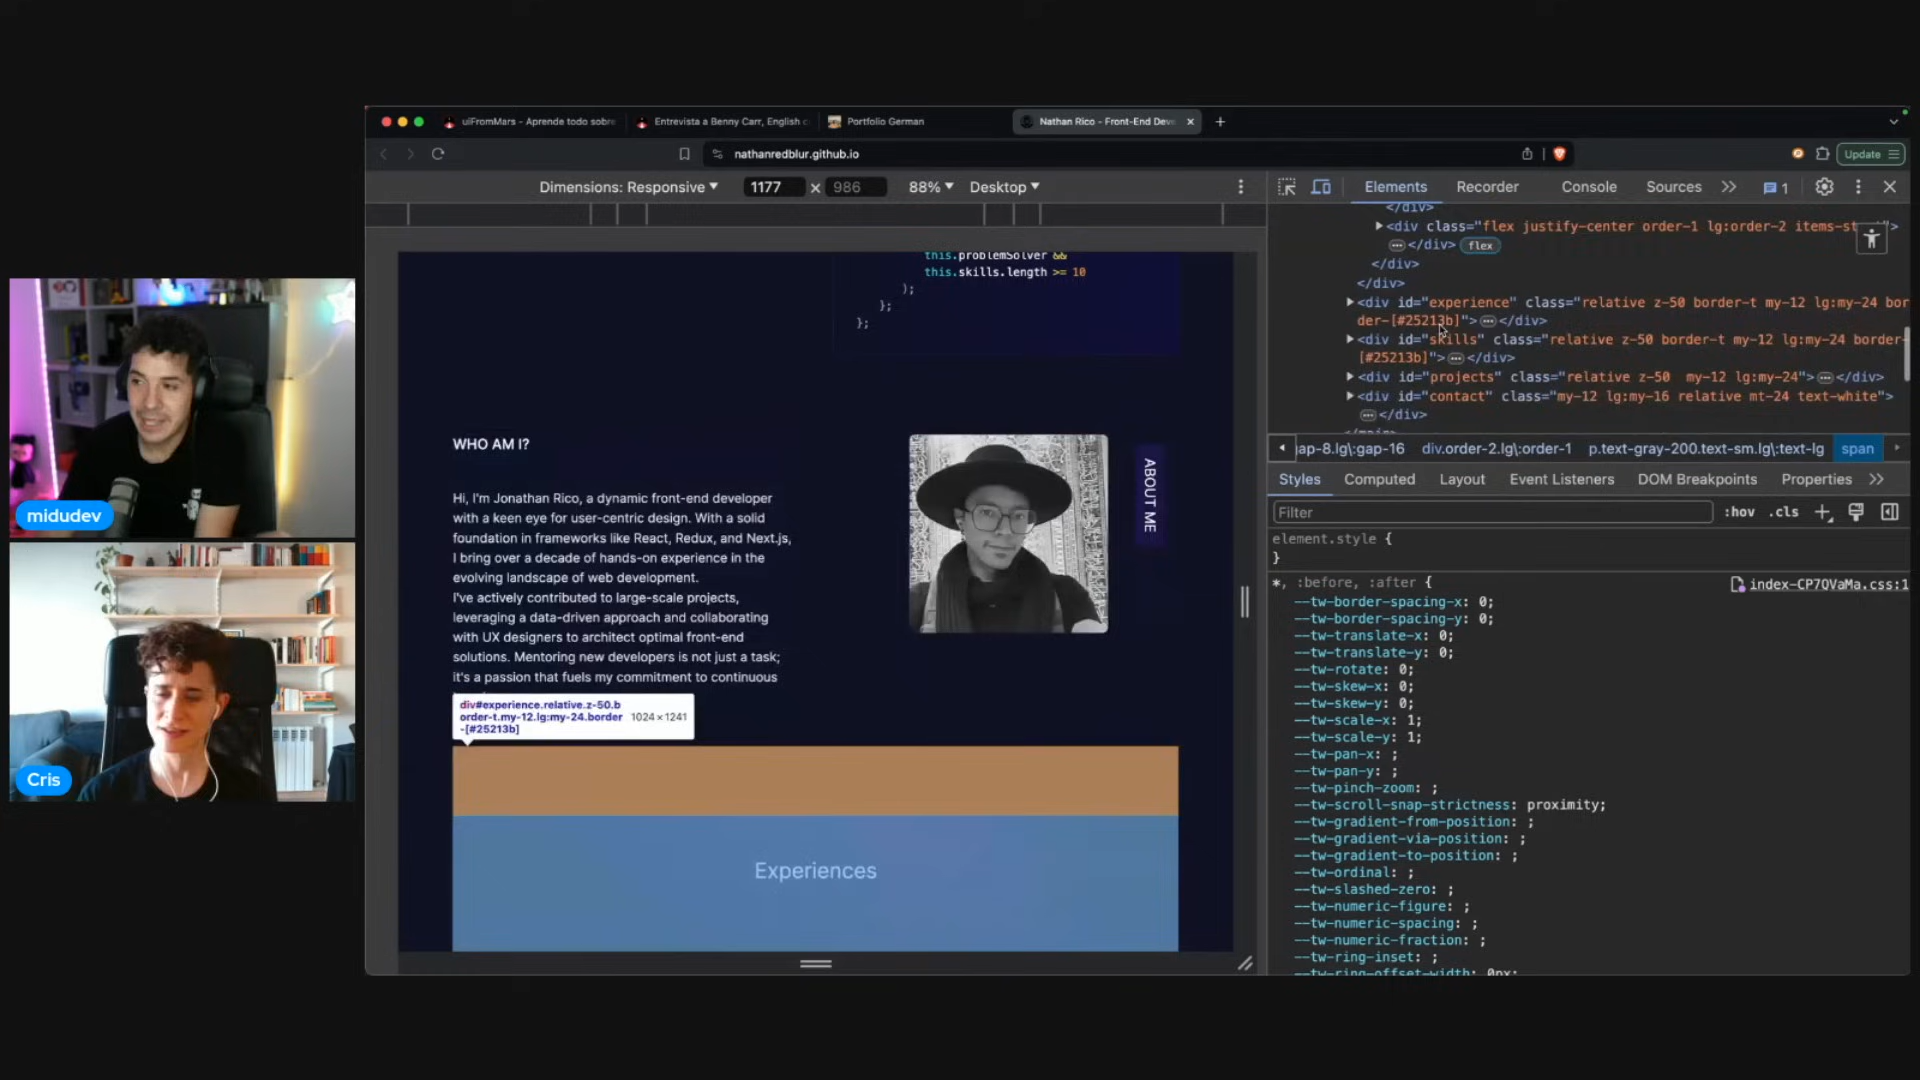 uiFromMars - Aprende todo sobre
Entrevista a Benny Carr, English c
Portfolio German
Nathan Rico - Front-End Dev
nathanredblur.github.io
Update
Dimensions: Responsive
1177 x 986
88%
Desktop
Elements
Recorder
Console
Sources
1
</div>
<div class="flex justify-center order-1 lg:order-2 items-st
"> </div> flex
</div>
</div>
<div id="experience" class="relative z-50 border-t my-12 lg:my-24 bor
der-[#25213b]"> </div>
<div id="skills" class="relative z-50 border-t my-12 lg:my-24 border-
[#25213b]"> </div>
<div id="projects" class="relative z-50  my-12 lg:my-24"> </div>
<div id="contact" class="my-12 lg:my-16 relative mt-24 text-white">
</div>
ap-8.lg\:gap-16
div.order-2.lg\:order-1
p.text-gray-200.text-sm.lg\:text-lg
span
Styles
Computed
Layout
Event Listeners
DOM Breakpoints
Properties
Filter
:hov
.cls
element.style {
}
*, :before, :after {
index-CP7QVaMa.css:1
--tw-border-spacing-x: 0;
--tw-border-spacing-y: 0;
--tw-translate-x: 0;
--tw-translate-y: 0;
--tw-rotate: 0;
--tw-skew-x: 0;
--tw-skew-y: 0;
--tw-scale-x: 1;
--tw-scale-y: 1;
--tw-pan-x: ;
--tw-pan-y: ;
--tw-pinch-zoom: ;
--tw-scroll-snap-strictness: proximity;
--tw-gradient-from-position: ;
--tw-gradient-via-position: ;
--tw-gradient-to-position: ;
--tw-ordinal: ;
--tw-slashed-zero: ;
--tw-numeric-figure: ;
--tw-numeric-spacing: ;
--tw-numeric-fraction: ;
--tw-ring-inset: ;
--tw-ring-offset-width: 0px;
this.problemSolver &&
this.skills.length >= 10
);
};
};
WHO AM I?
Hi, I'm Jonathan Rico, a dynamic front-end developer
with a keen eye for user-centric design. With a solid
foundation in frameworks like React, Redux, and Next.js,
I bring over a decade of hands-on experience in the
evolving landscape of web development.
I've actively contributed to large-scale projects,
leveraging a data-driven approach and collaborating
with UX designers to architect optimal front-end
solutions. Mentoring new developers is not just a task;
it's a passion that fuels my commitment to continuous
ABOUT ME
div#experience.relative.z-50.b
order-t.my-12.lg:my-24.border
-[#25213b]
1024 × 1241
Experiences
midudev
Cris